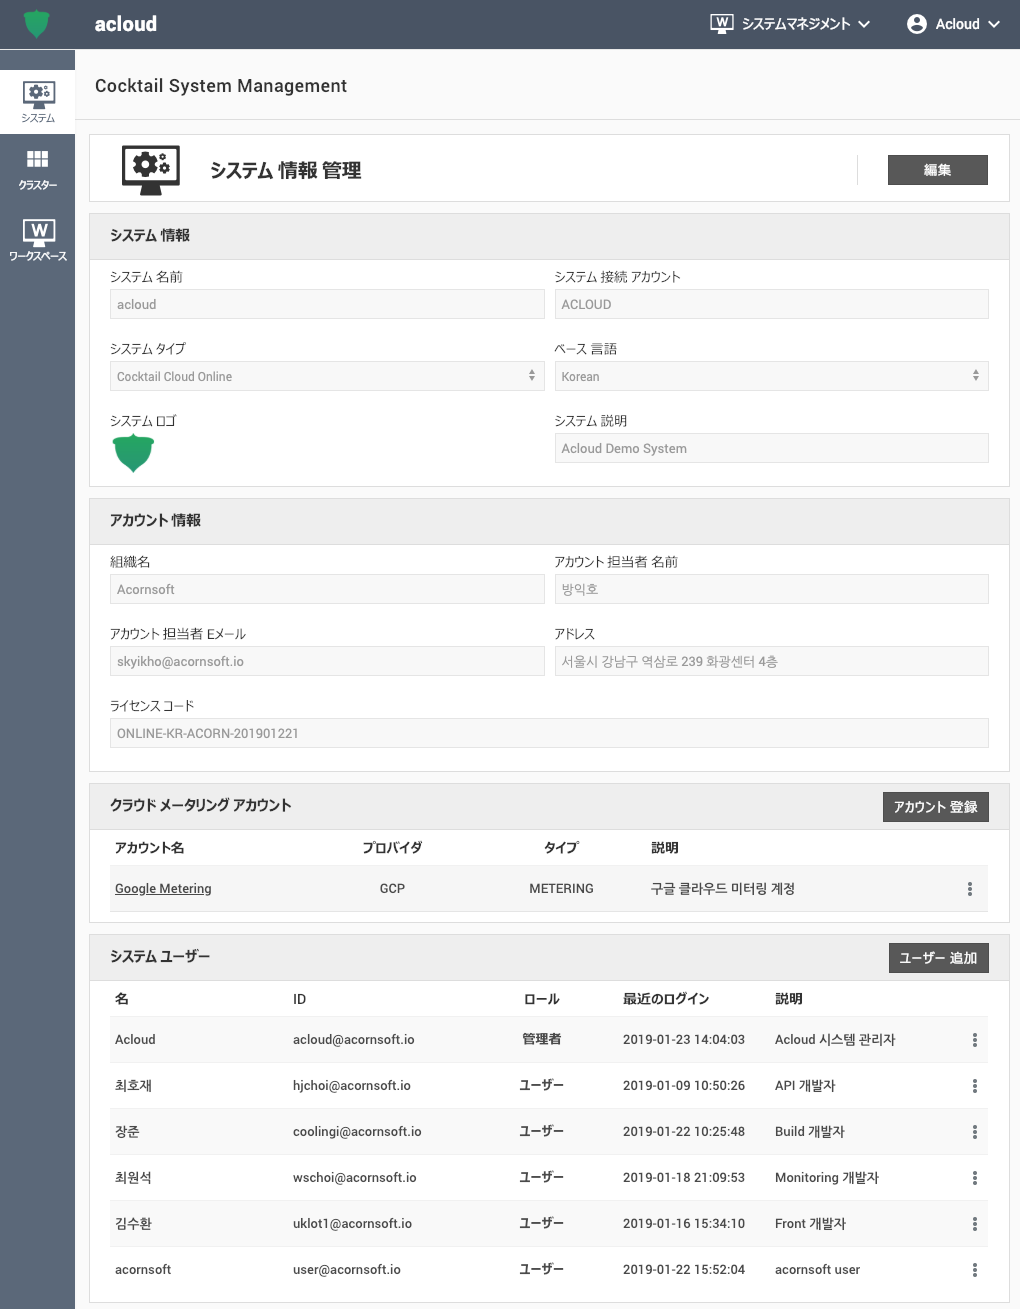 acloud
W システムマネジメント
Acloud
システム
クラスター
W
ワークスペース
Cocktail System Management
システム 情報 管理
編集
システム 情報
システム 名前
システム 接続 アカウント
acloud
ACLOUD
システム タイプ
ベース 言語
Cocktail Cloud Online
Korean
システム ロゴ
システム 説明
Acloud Demo System
アカウント 情報
組織名
アカウント 担当者 名前
Acornsoft
방익호
アカウント 担当者 Eメール
アドレス
skyikho@acornsoft.io
서울시 강남구 역삼로 239 화광센터 4층
ライセンス コード
ONLINE-KR-ACORN-201901221
クラウド メータリング アカウント
アカウント 登録
アカウント名 プロバイダ タイプ 説明
Google Metering GCP METERING 구글 클라우드 미터링 계정
システム ユーザー
ユーザー 追加
名 ID ロール 最近のログイン 説明
Acloud acloud@acornsoft.io 管理者 2019-01-23 14:04:03 Acloud 시스템 관리자
최호재 hjchoi@acornsoft.io ユーザー 2019-01-09 10:50:26 API 개발자
장준 coolingi@acornsoft.io ユーザー 2019-01-22 10:25:48 Build 개발자
최원석 wschoi@acornsoft.io ユーザー 2019-01-18 21:09:53 Monitoring 개발자
김수환 uklot1@acornsoft.io ユーザー 2019-01-16 15:34:10 Front 개발자
acornsoft user@acornsoft.io ユーザー 2019-01-22 15:52:04 acornsoft user